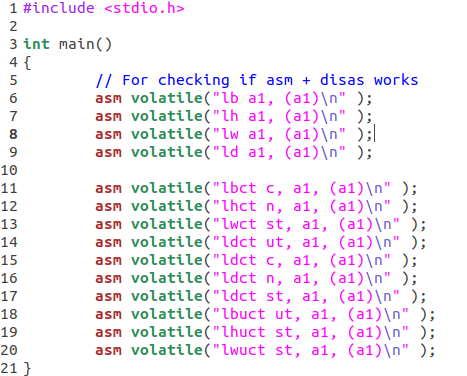 1 #include <stdio.h>
2
3 int main()
4 {
5 // For checking if asm + disas works
6 asm volatile("lb a1, (a1)\n" );
7 asm volatile("lh a1, (a1)\n" );
8 asm volatile("lw a1, (a1)\n" );
9 asm volatile("ld a1, (a1)\n" );
10
11 asm volatile("lbct c, a1, (a1)\n" );
12 asm volatile("lhct n, a1, (a1)\n" );
13 asm volatile("lwct st, a1, (a1)\n" );
14 asm volatile("ldct ut, a1, (a1)\n" );
15 asm volatile("ldct c, a1, (a1)\n" );
16 asm volatile("ldct n, a1, (a1)\n" );
17 asm volatile("ldct st, a1, (a1)\n" );
18 asm volatile("lbuct ut, a1, (a1)\n" );
19 asm volatile("lhuct st, a1, (a1)\n" );
20 asm volatile("lwuct st, a1, (a1)\n" );
21 }